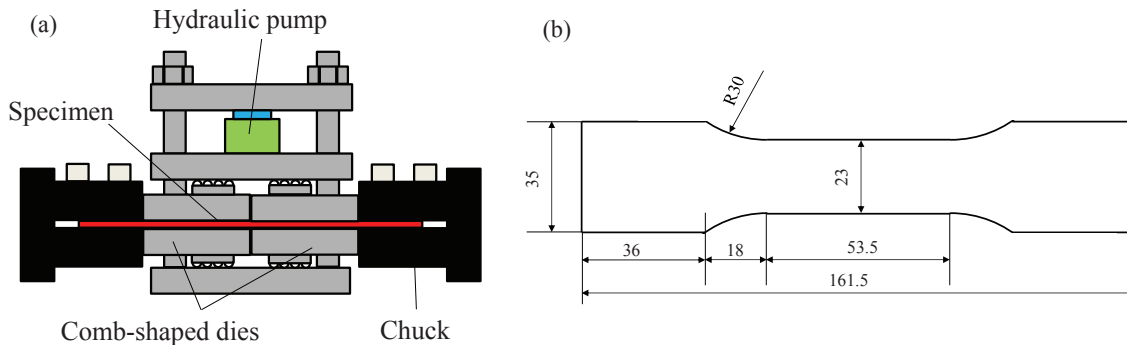 (a)
Hydraulic pump
Specimen
Comb-shaped dies
Chuck
(b)
R30
35
23
36
18
53.5
161.5